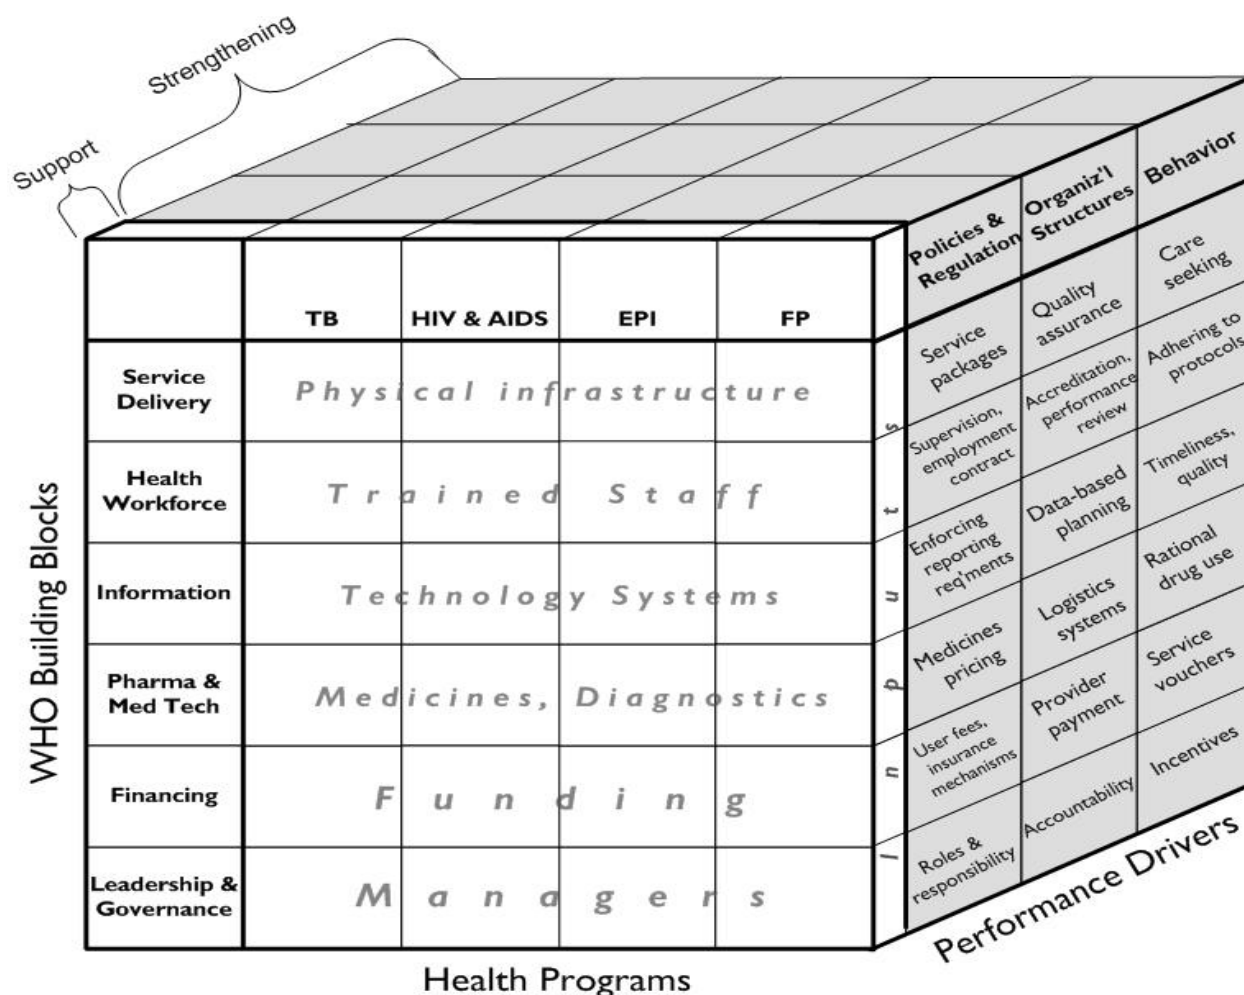 Strengthening
Support
Policies &
Regulation
Organiz'l
Structures
Behavior
TB
HIV & AIDS
EPI
FP
Service
Delivery
Physical infrastructure
Health
Workforce
Trained Staff
Information
Technology Systems
Pharma &
Med Tech
Medicines, Diagnostics
Financing
Funding
Leadership &
Governance
Managers
Inputs
Service
packages
Quality
assurance
Care
seeking
Supervision,
employment
contract
Accreditation,
performance
review
Adhering to
protocols
Enforcing
reporting
req'ments
Data-based
planning
Timeliness,
quality
Medicines
pricing
Logistics
systems
Rational
drug use
User fees,
insurance
mechanisms
Provider
payment
Service
vouchers
Roles &
responsibility
Accountability
Incentives
WHO Building Blocks
Health Programs
Performance Drivers